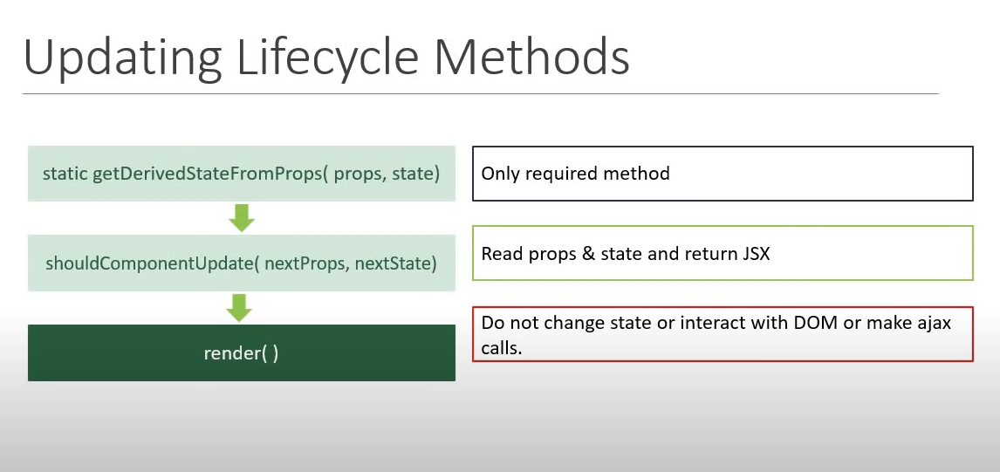 Updating Lifecycle Methods
static getDerivedStateFromProps( props, state)
shouldComponentUpdate( nextProps, nextState)
render( )
Only required method
Read props & state and return JSX
Do not change state or interact with DOM or make ajax
calls.